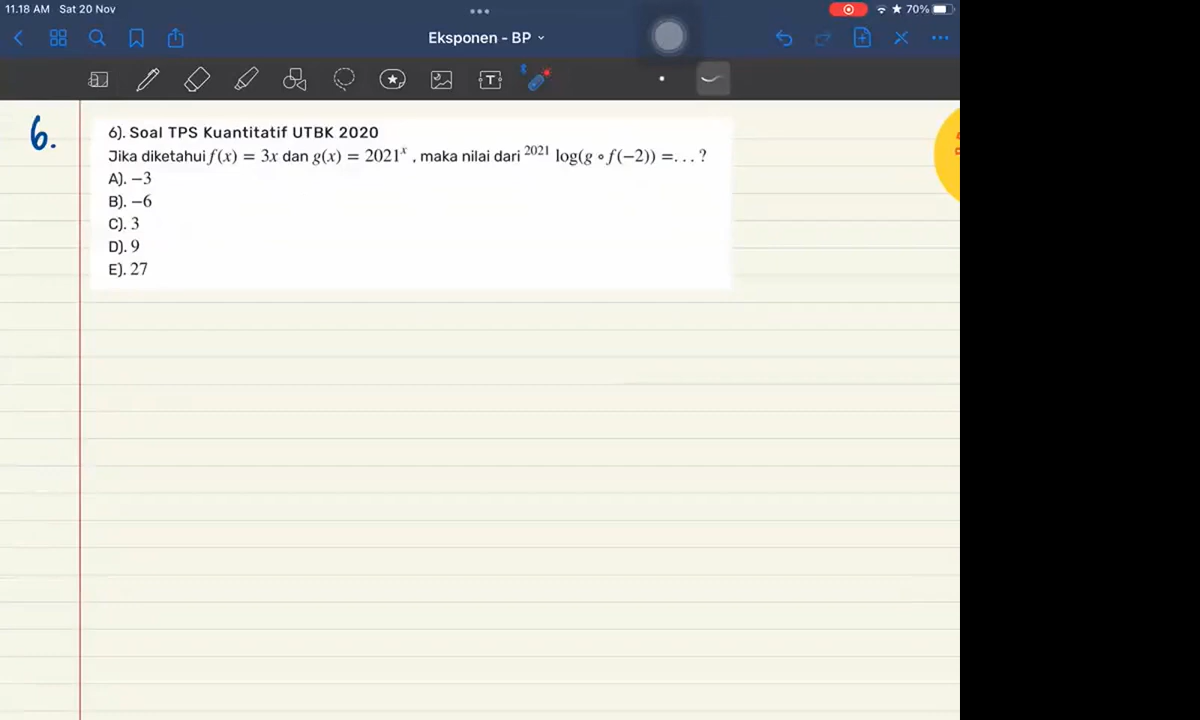 11.18 AM Sat 20 Nov
70%
Eksponen - BP
6.
6). Soal TPS Kuantitatif UTBK 2020
Jika diketahui f(x) = 3x dan g(x) = 2021ˣ , maka nilai dari ²⁰²¹ log(g ∘ f(−2)) =. . . ?
A). −3
B). −6
C). 3
D). 9
E). 27